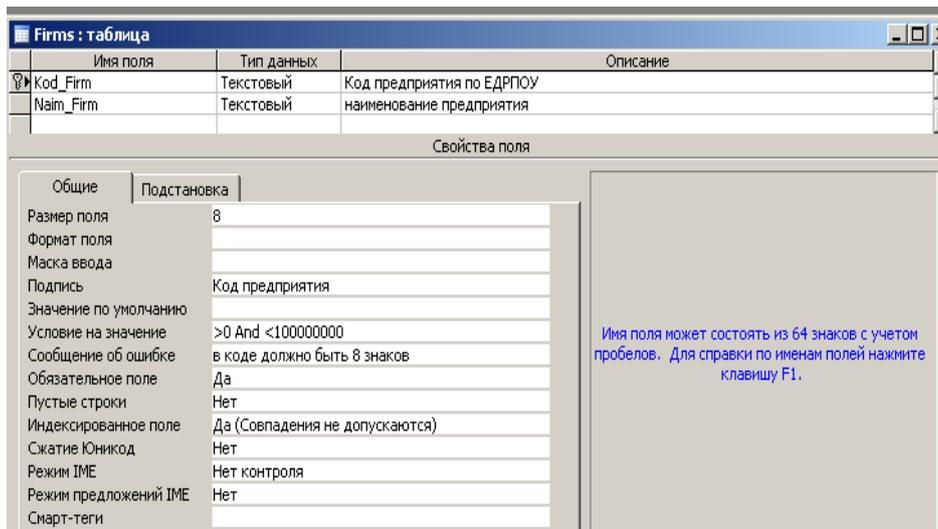 Firms : таблица
Имя поля Тип данных Описание
Kod_Firm Текстовый Код предприятия по ЕДРПОУ
Naim_Firm Текстовый наименование предприятия
Свойства поля
Общие Подстановка
Размер поля 8
Формат поля
Маска ввода
Подпись Код предприятия
Значение по умолчанию
Условие на значение >0 And <100000000
Сообщение об ошибке в коде должно быть 8 знаков
Обязательное поле Да
Пустые строки Нет
Индексированное поле Да (Совпадения не допускаются)
Сжатие Юникод Нет
Режим IME Нет контроля
Режим предложений IME Нет
Смарт-теги
Имя поля может состоять из 64 знаков с учетом
пробелов. Для справки по именам полей нажмите
клавишу F1.